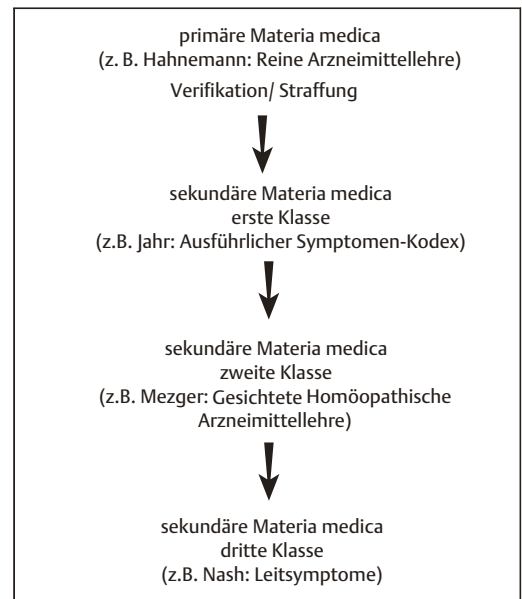 primäre Materia medica
(z. B. Hahnemann: Reine Arzneimittellehre)
Verifikation/ Straffung
sekundäre Materia medica
erste Klasse
(z.B. Jahr: Ausführlicher Symptomen-Kodex)
sekundäre Materia medica
zweite Klasse
(z.B. Mezger: Gesichtete Homöopathische
Arzneimittellehre)
sekundäre Materia medica
dritte Klasse
(z.B. Nash: Leitsymptome)